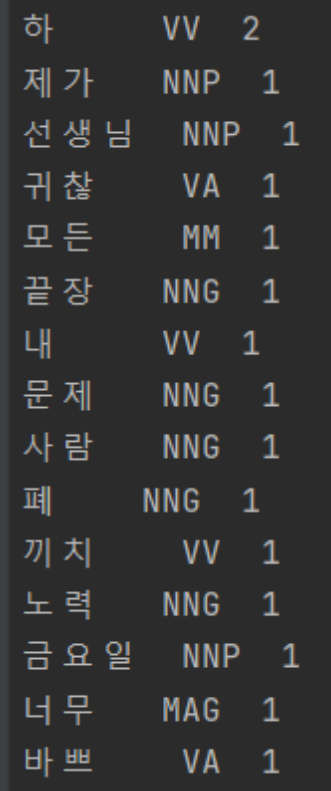 하 VV 2
제가 NNP 1
선생님 NNP 1
귀찮 VA 1
모든 MM 1
끝장 NNG 1
내 VV 1
문제 NNG 1
사람 NNG 1
폐 NNG 1
끼치 VV 1
노력 NNG 1
금요일 NNP 1
너무 MAG 1
바쁘 VA 1